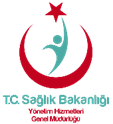 T.C. Sağlık Bakanlığı
Yönetim Hizmetleri
Genel Müdürlüğü